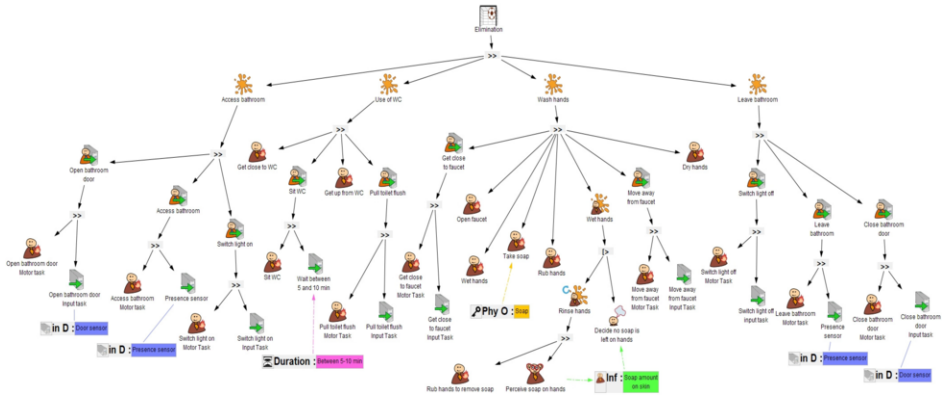 Elimination
>>
Access bathroom
Use of WC
Wash hands
Leave bathroom
>>
>>
>>
>>
Open bathroom
door
Access bathroom
Switch light on
Get close to WC
Sit WC
Get up from WC
Pull toilet flush
Get close
to faucet
Open faucet
Wet hands
Take soap
Rub hands
Wet hands
Move away
from faucet
Dry hands
Switch light off
Leave
bathroom
Close bathroom
door
>>
>>
>>
>>
>>
>>
|>
>>
>>
>>
>>
Open bathroom door
Motor task
Open bathroom door
Input task
Access bathroom
Motor task
Presence sensor
Switch light on
Motor Task
Switch light on
Input Task
Sit WC
Wait between
5 and 10 min
Pull toilet flush
Motor Task
Pull toilet flush
Input Task
Get close
to faucet
Motor Task
Get close
to faucet
Input Task
Rinse hands
Decide no soap is
left on hands
>>
Rub hands to remove soap
Perceive soap on hands
Move away
from faucet
Motor Task
Move away
from faucet
Input Task
Switch light off
Motor task
Switch light off
Input task
Leave bathroom
Motor task
Presence
sensor
Close bathroom
door
Motor task
Close bathroom
door
Input task
in D : Door sensor
in D : Presence sensor
Duration : Between 5-10 min
Phy O : Soap
Inf : Soap amount
on skin
in D : Presence sensor
in D : Door sensor